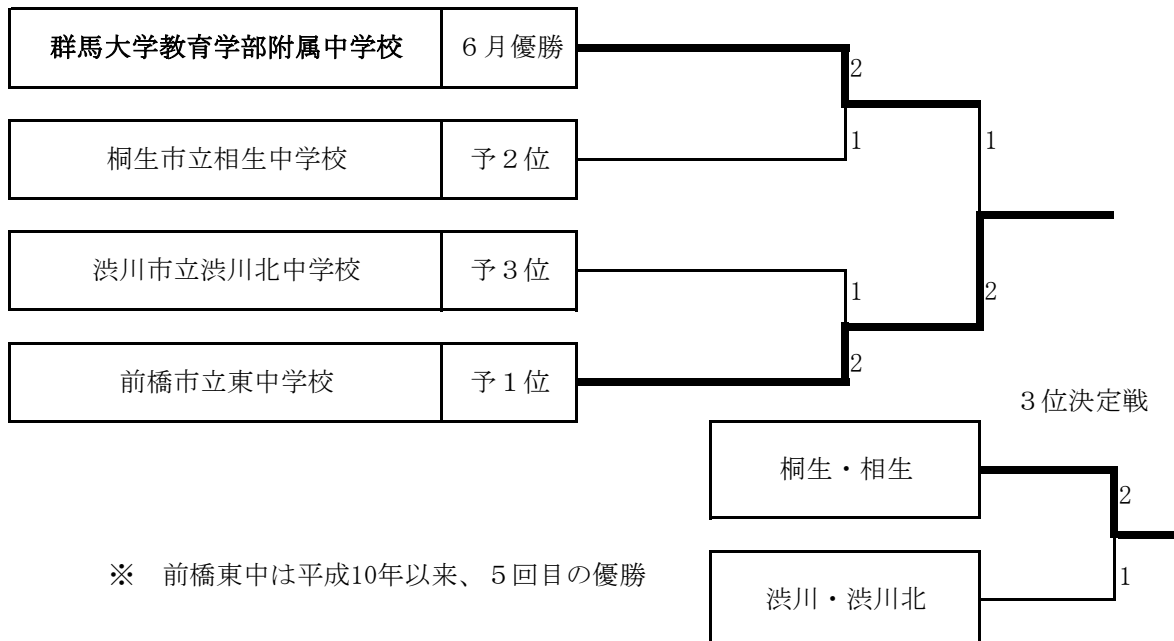 群馬大学教育学部附属中学校 ６月優勝
2
1
桐生市立相生中学校 予２位
1
渋川市立渋川北中学校 予３位
1
2
前橋市立東中学校 予１位
2
３位決定戦
桐生・相生
2
※　前橋東中は平成10年以来、５回目の優勝
1
渋川・渋川北